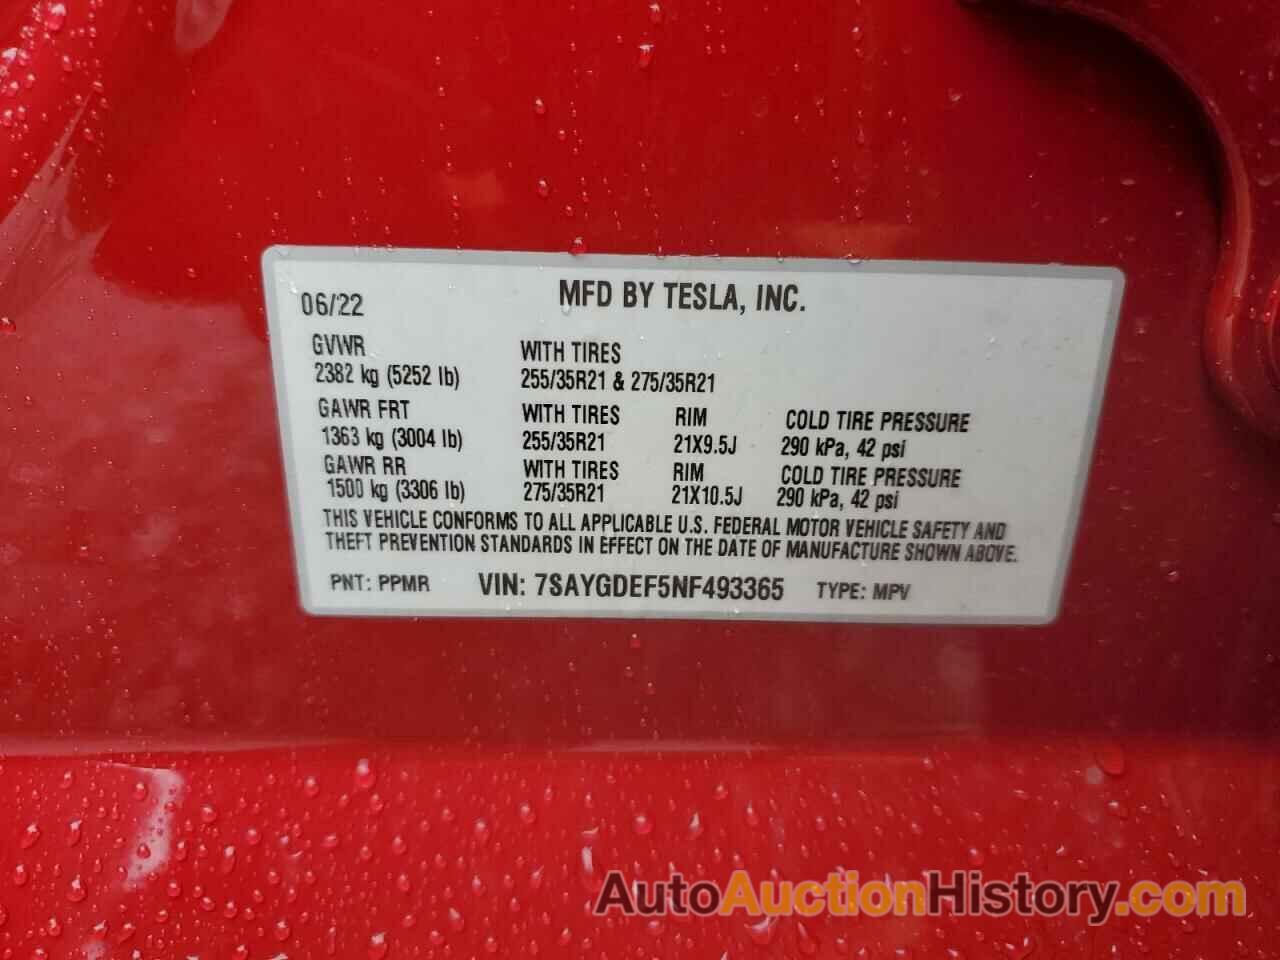 06/22 MFD BY TESLA, INC.
GVWR WITH TIRES
2382 kg (5252 lb) 255/35R21 & 275/35R21
GAWR FRT WITH TIRES RIM COLD TIRE PRESSURE
1363 kg (3004 lb) 255/35R21 21X9.5J 290 kPa, 42 psi
GAWR RR WITH TIRES RIM COLD TIRE PRESSURE
1500 kg (3306 lb) 275/35R21 21X10.5J 290 kPa, 42 psi
THIS VEHICLE CONFORMS TO ALL APPLICABLE U.S. FEDERAL MOTOR VEHICLE SAFETY AND
THEFT PREVENTION STANDARDS IN EFFECT ON THE DATE OF MANUFACTURE SHOWN ABOVE.
PNT: PPMR VIN: 7SAYGDEF5NF493365 TYPE: MPV
AutoAuctionHistory.com